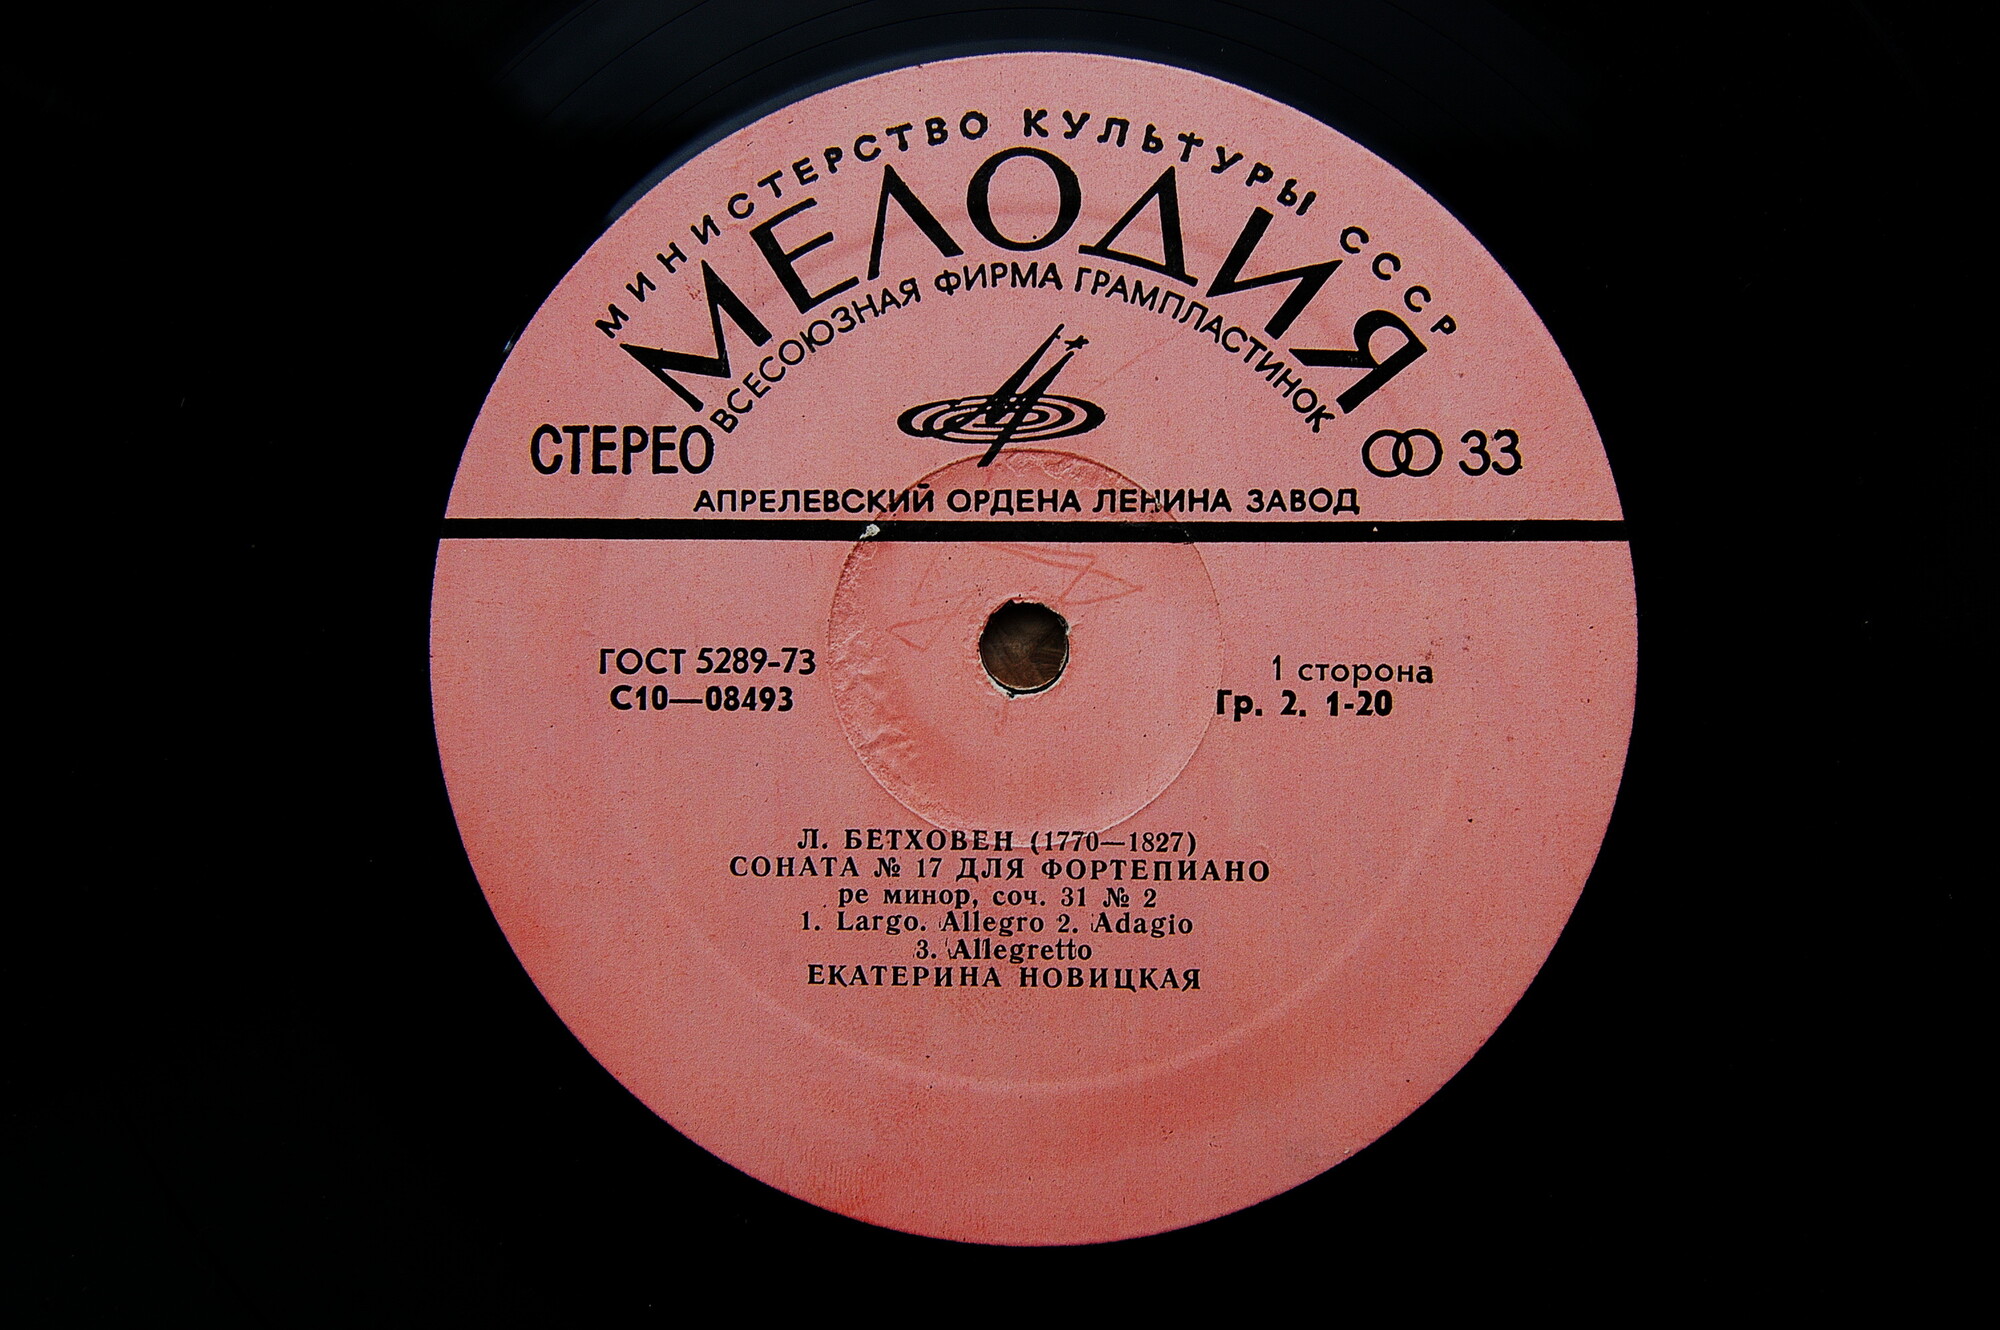 МИНИСТЕРСТВО КУЛЬТУРЫ СССР
МЕЛОДИЯ
ВСЕСОЮЗНАЯ ФИРМА ГРАМПЛАСТИНОК
СТЕРЕО
33
АПРЕЛЕВСКИЙ ОРДЕНА ЛЕНИНА ЗАВОД
ГОСТ 5289-73
С10—08493
1 сторона
Гр. 2. 1-20
Л. БЕТХОВЕН (1770—1827)
СОНАТА № 17 ДЛЯ ФОРТЕПИАНО
ре минор, соч. 31 № 2
1. Largo. Allegro 2. Adagio
3. Allegretto
ЕКАТЕРИНА НОВИЦКАЯ